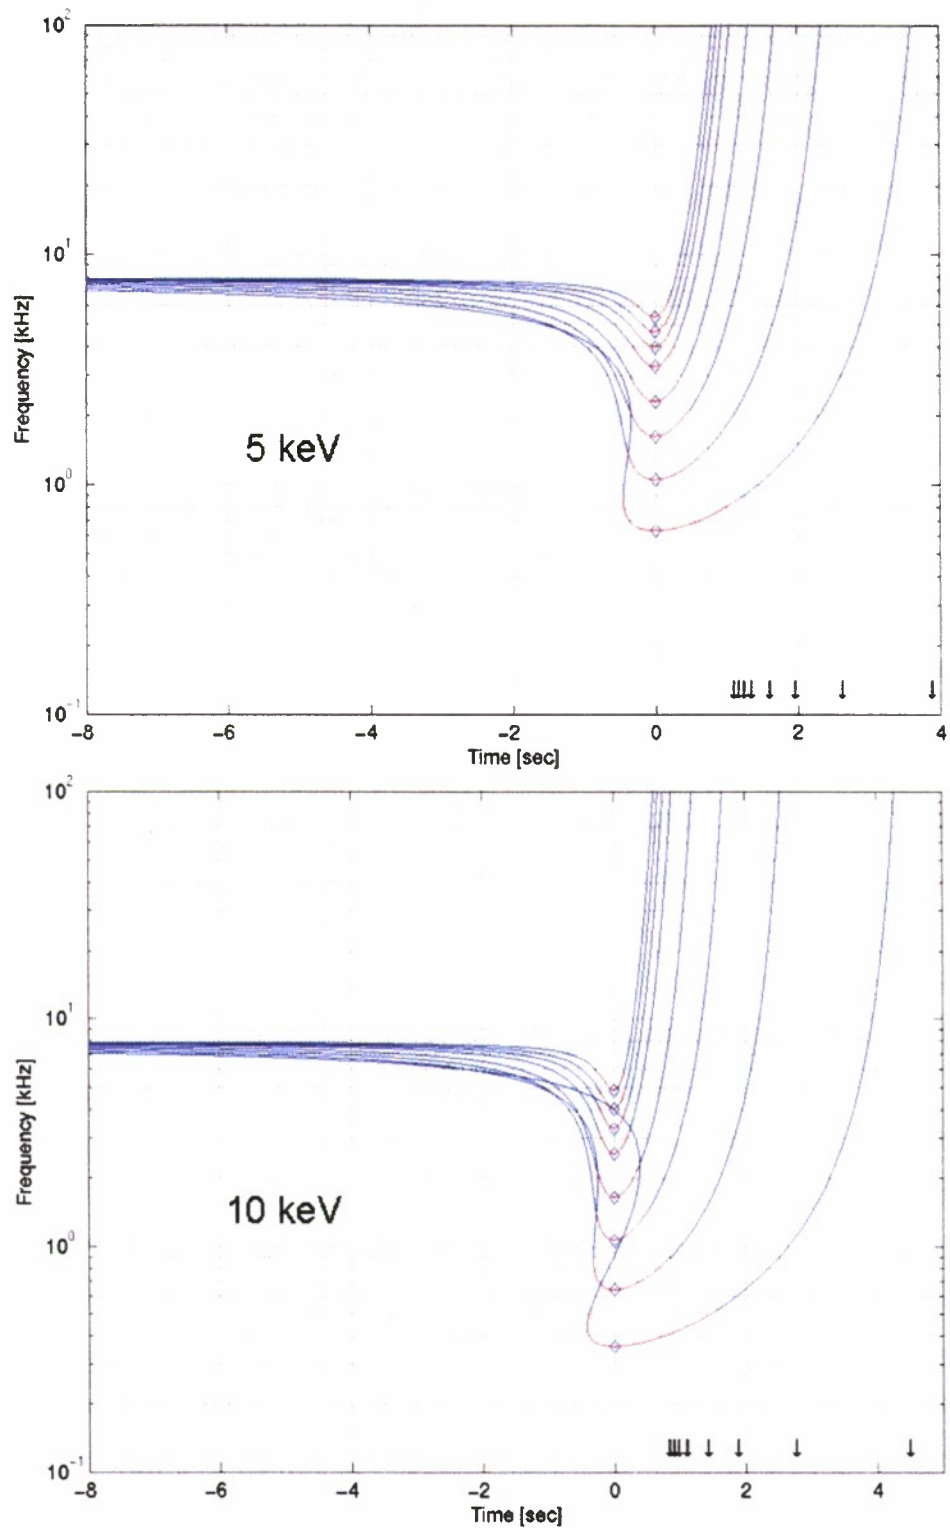 10²
10¹
10⁰
10⁻¹
Frequency [kHz]
5 keV
-8 -6 -4 -2 0 2 4
Time [sec]
10²
10¹
10⁰
10⁻¹
Frequency [kHz]
10 keV
-8 -6 -4 -2 0 2 4
Time [sec]